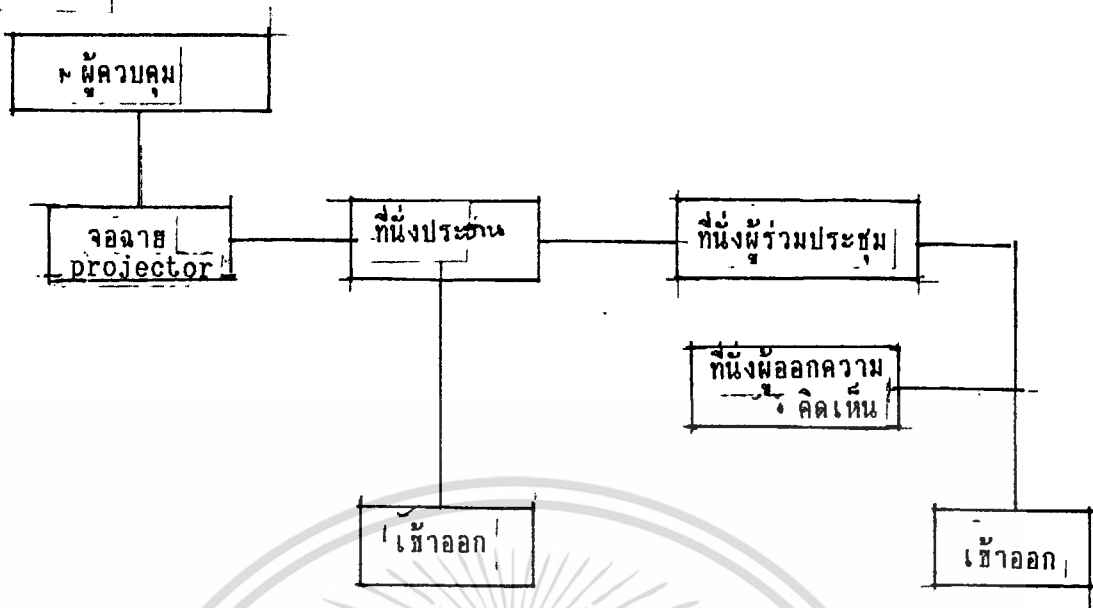 ผู้ควบคุม
จอฉาย
projector
ที่นั่งประธาน
ที่นั่งผู้ร่วมประชุม
ที่นั่งผู้ออกความ
คิดเห็น
เข้าออก
เข้าออก